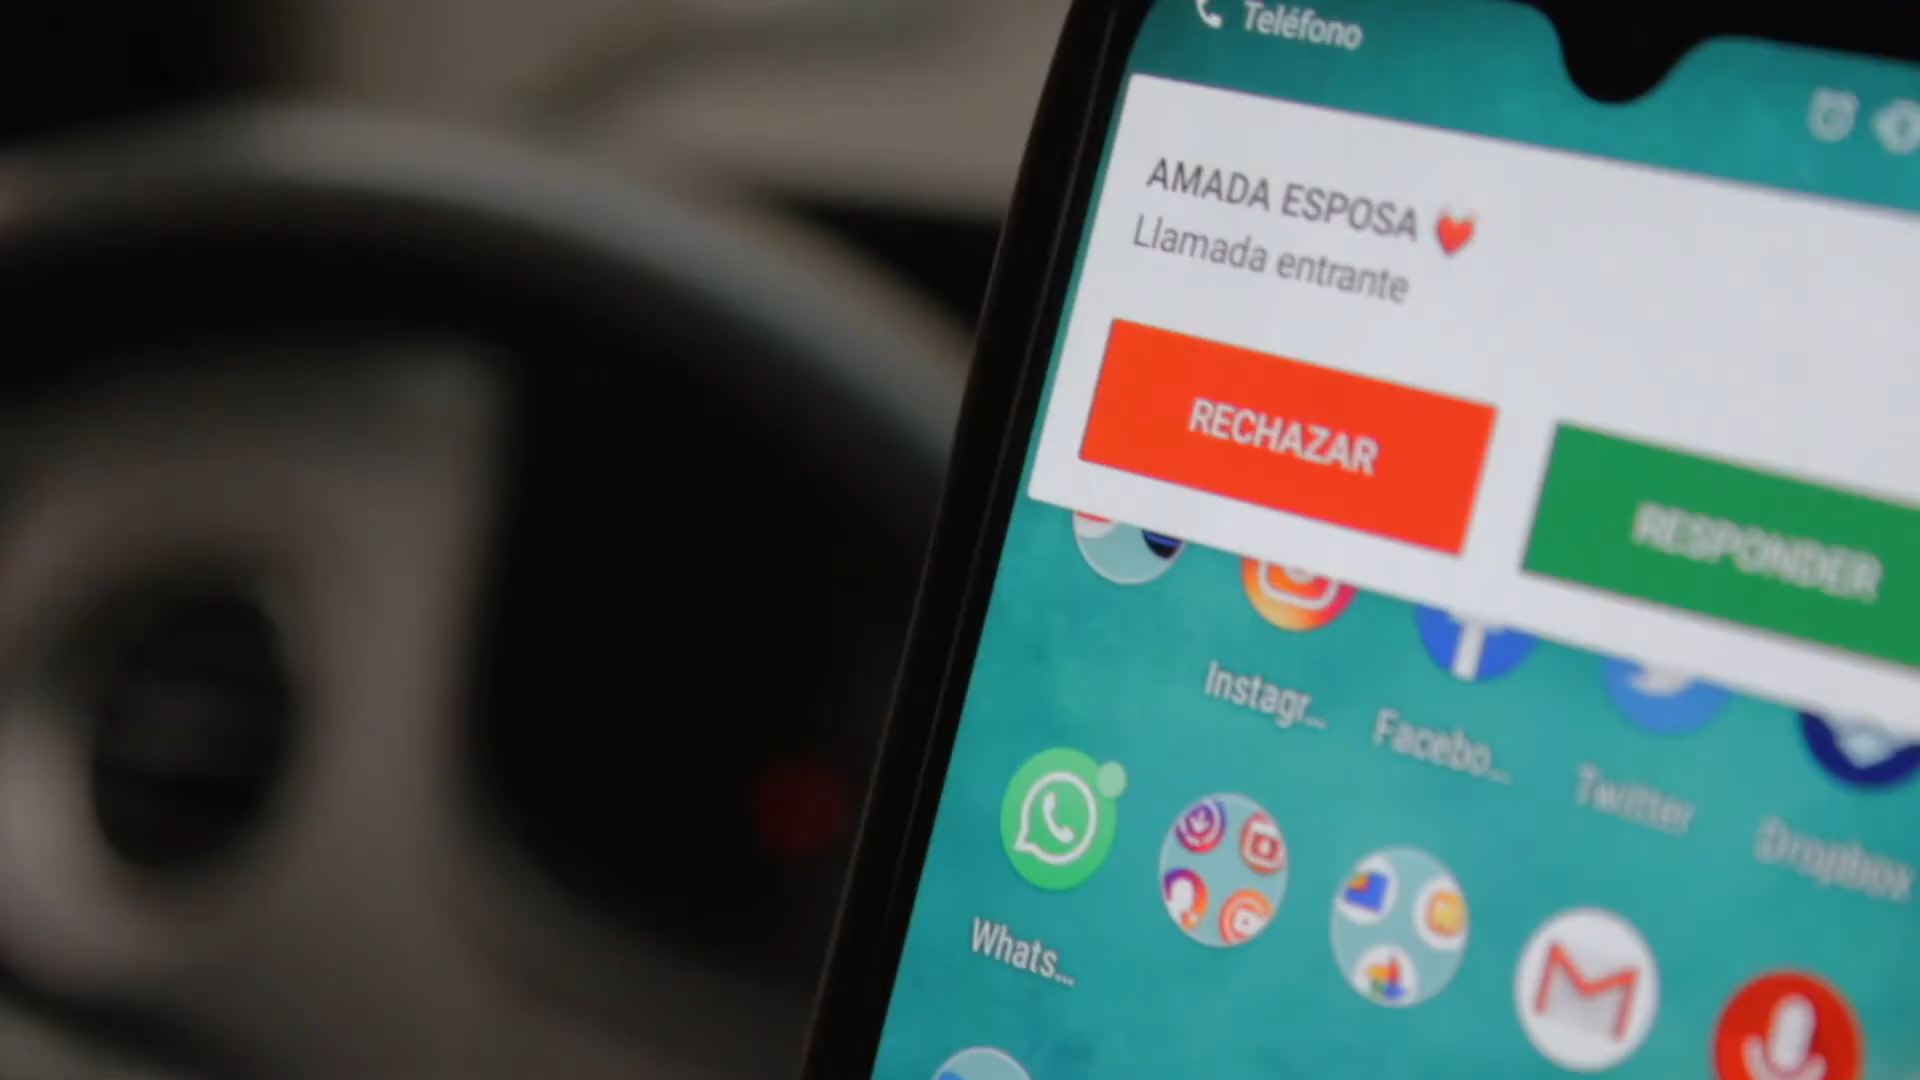 Teléfono
AMADA ESPOSA ❤
Llamada entrante
RECHAZAR
RESPONDER
Instagr...
Facebo...
Twitter
Dropbox
Whats...